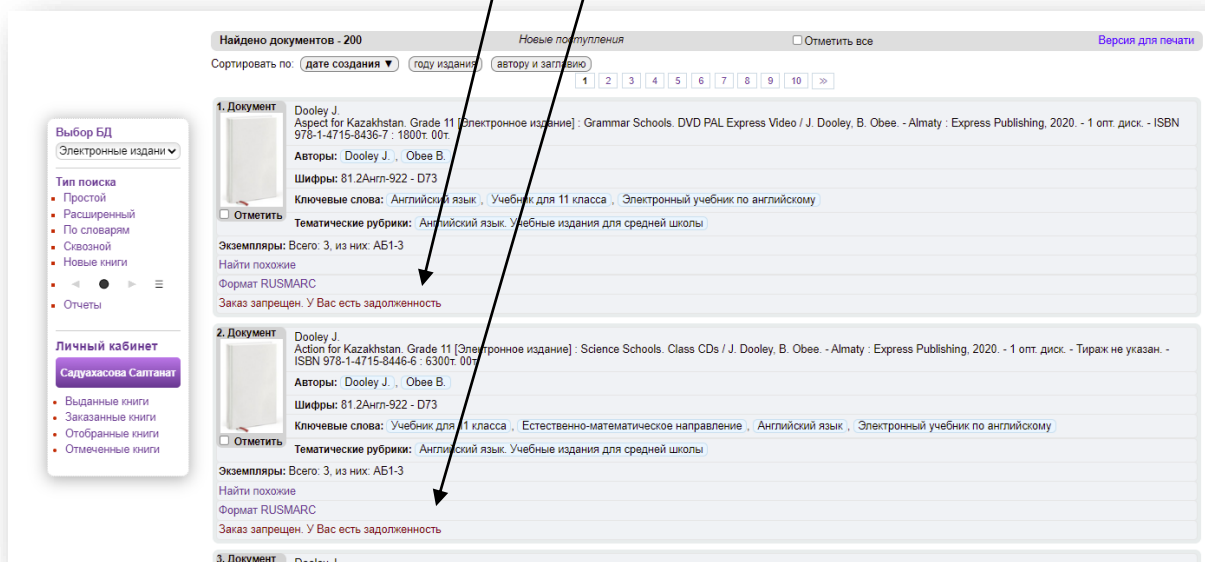 Найдено документов - 200
Новые поступления
Отметить все
Версия для печати
Сортировать по: дате создания ▼ году издания автору и заглавию
1 2 3 4 5 6 7 8 9 10 »
Выбор БД
Электронные издани
Тип поиска
Простой
Расширенный
По словарям
Сквозной
Новые книги
Отчеты
Личный кабинет
Садуахасова Салтанат
Выданные книги
Заказанные книги
Отобранные книги
Отмеченные книги
1. Документ
Отметить
Dooley J.
Aspect for Kazakhstan. Grade 11 [Электронное издание] : Grammar Schools. DVD PAL Express Video / J. Dooley, B. Obee. - Almaty : Express Publishing, 2020. - 1 опт. диск. - ISBN
978-1-4715-8436-7 : 1800т. 00т.
Авторы: Dooley J. , Obee B.
Шифры: 81.2Англ-922 - D73
Ключевые слова: Английский язык , Учебник для 11 класса , Электронный учебник по английскому
Тематические рубрики: Английский язык. Учебные издания для средней школы
Экземпляры: Всего: 3, из них: АБ1-3
Найти похожие
Формат RUSMARC
Заказ запрещен. У Вас есть задолженность
2. Документ
Отметить
Dooley J.
Action for Kazakhstan. Grade 11 [Электронное издание] : Science Schools. Class CDs / J. Dooley, B. Obee. - Almaty : Express Publishing, 2020. - 1 опт. диск. - Тираж не указан. -
ISBN 978-1-4715-8446-6 : 6300т. 00т.
Авторы: Dooley J. , Obee B.
Шифры: 81.2Англ-922 - D73
Ключевые слова: Учебник для 11 класса , Естественно-математическое направление , Английский язык , Электронный учебник по английскому
Тематические рубрики: Английский язык. Учебные издания для средней школы
Экземпляры: Всего: 3, из них: АБ1-3
Найти похожие
Формат RUSMARC
Заказ запрещен. У Вас есть задолженность
3. Документ